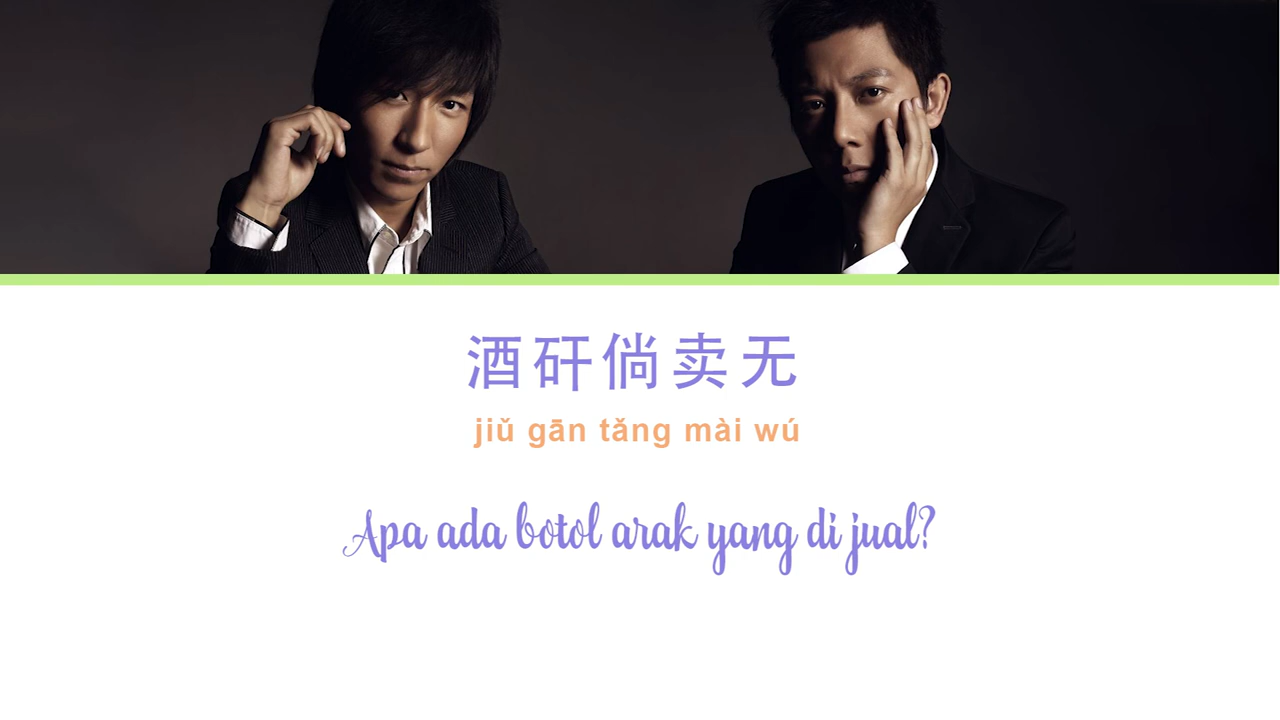 酒矸倘卖无
jiǔ gān tǎng mài wú
Apa ada botol arak yang di jual?